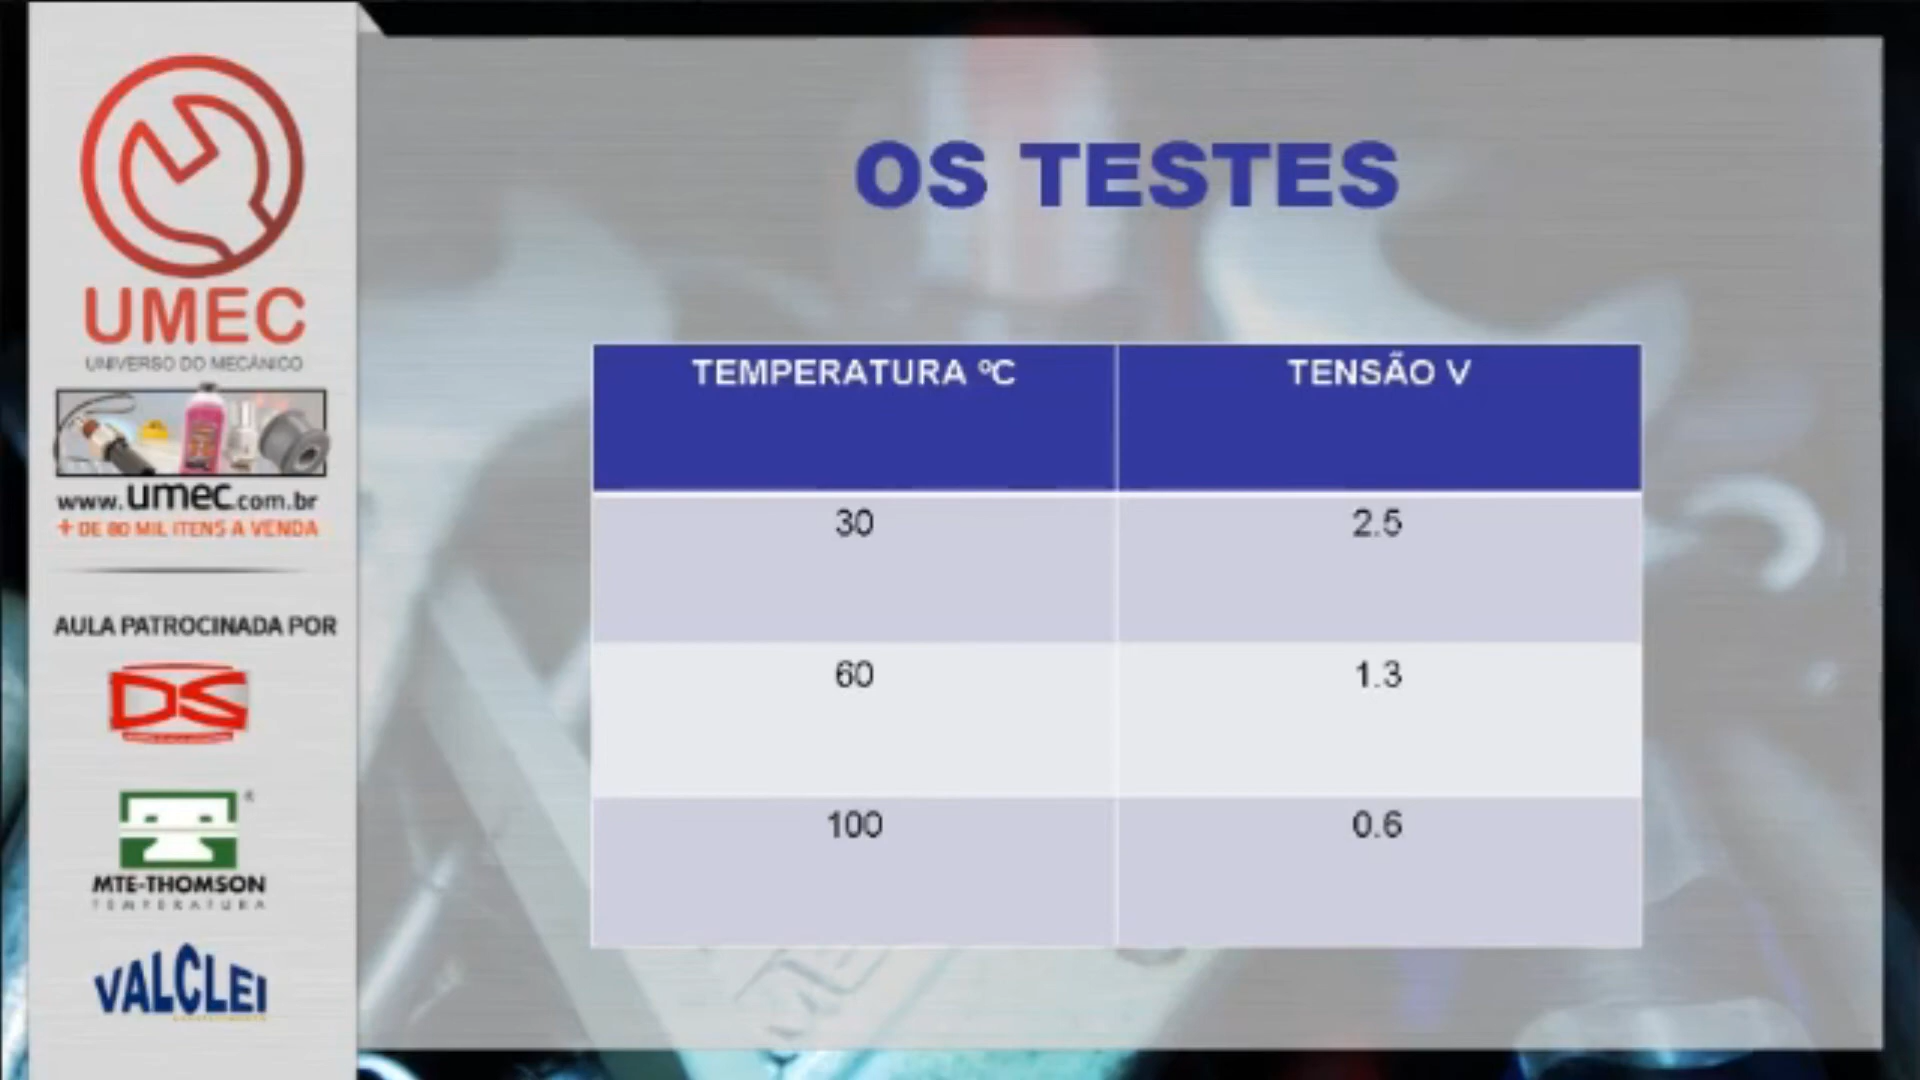 UMEC
UNIVERSO DO MECÂNICO
www.umec.com.br
+ DE 80 MIL ITENS A VENDA
AULA PATROCINADA POR
DS
MTE-THOMSON
TEMPERATURA
VALCLEI
OS TESTES
TEMPERATURA ºC TENSÃO V
30 2.5
60 1.3
100 0.6